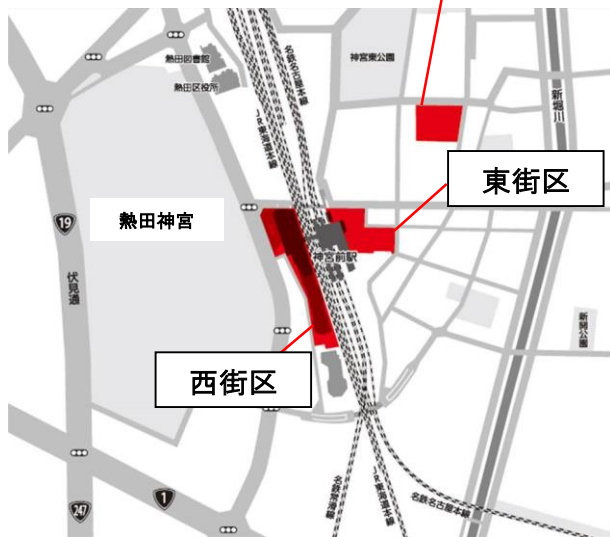 熱田図書館
熱田区役所
名鉄名古屋本線
JR東海道本線
神宮東公園
新堀川
東街区
19
熱田神宮
神宮前駅
伏見通
西街区
247
1
名鉄常滑線
JR東海道本線
名鉄名古屋本線